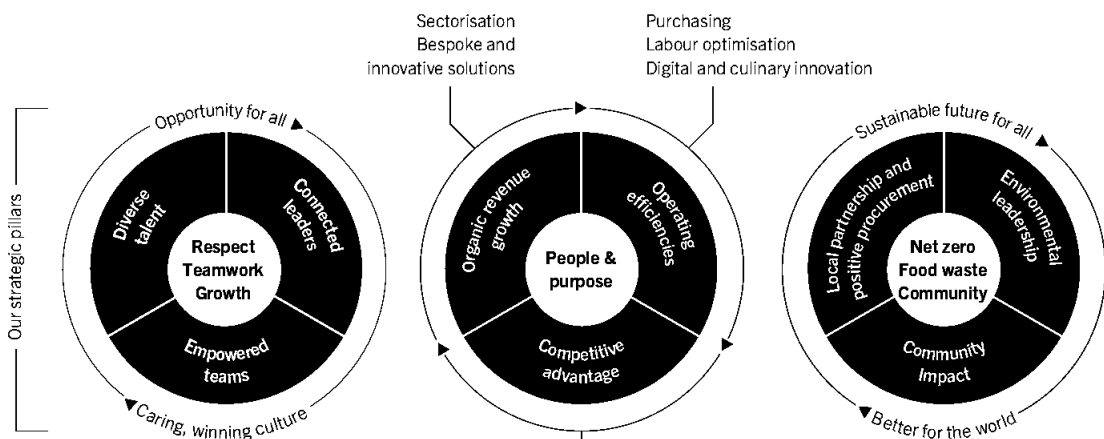 Sectorisation
Bespoke and
innovative solutions
Purchasing
Labour optimisation
Digital and culinary innovation
Our strategic pillars
Opportunity for all
Diverse
talent
Connected
leaders
Respect
Teamwork
Growth
Empowered
teams
Caring, winning culture
Organic revenue
growth
Operating
efficiencies
People &
purpose
Competitive
advantage
Sustainable future for all
Local partnership and
positive procurement
Environmental
leadership
Net zero
Food waste
Community
Community
Impact
Better for the world